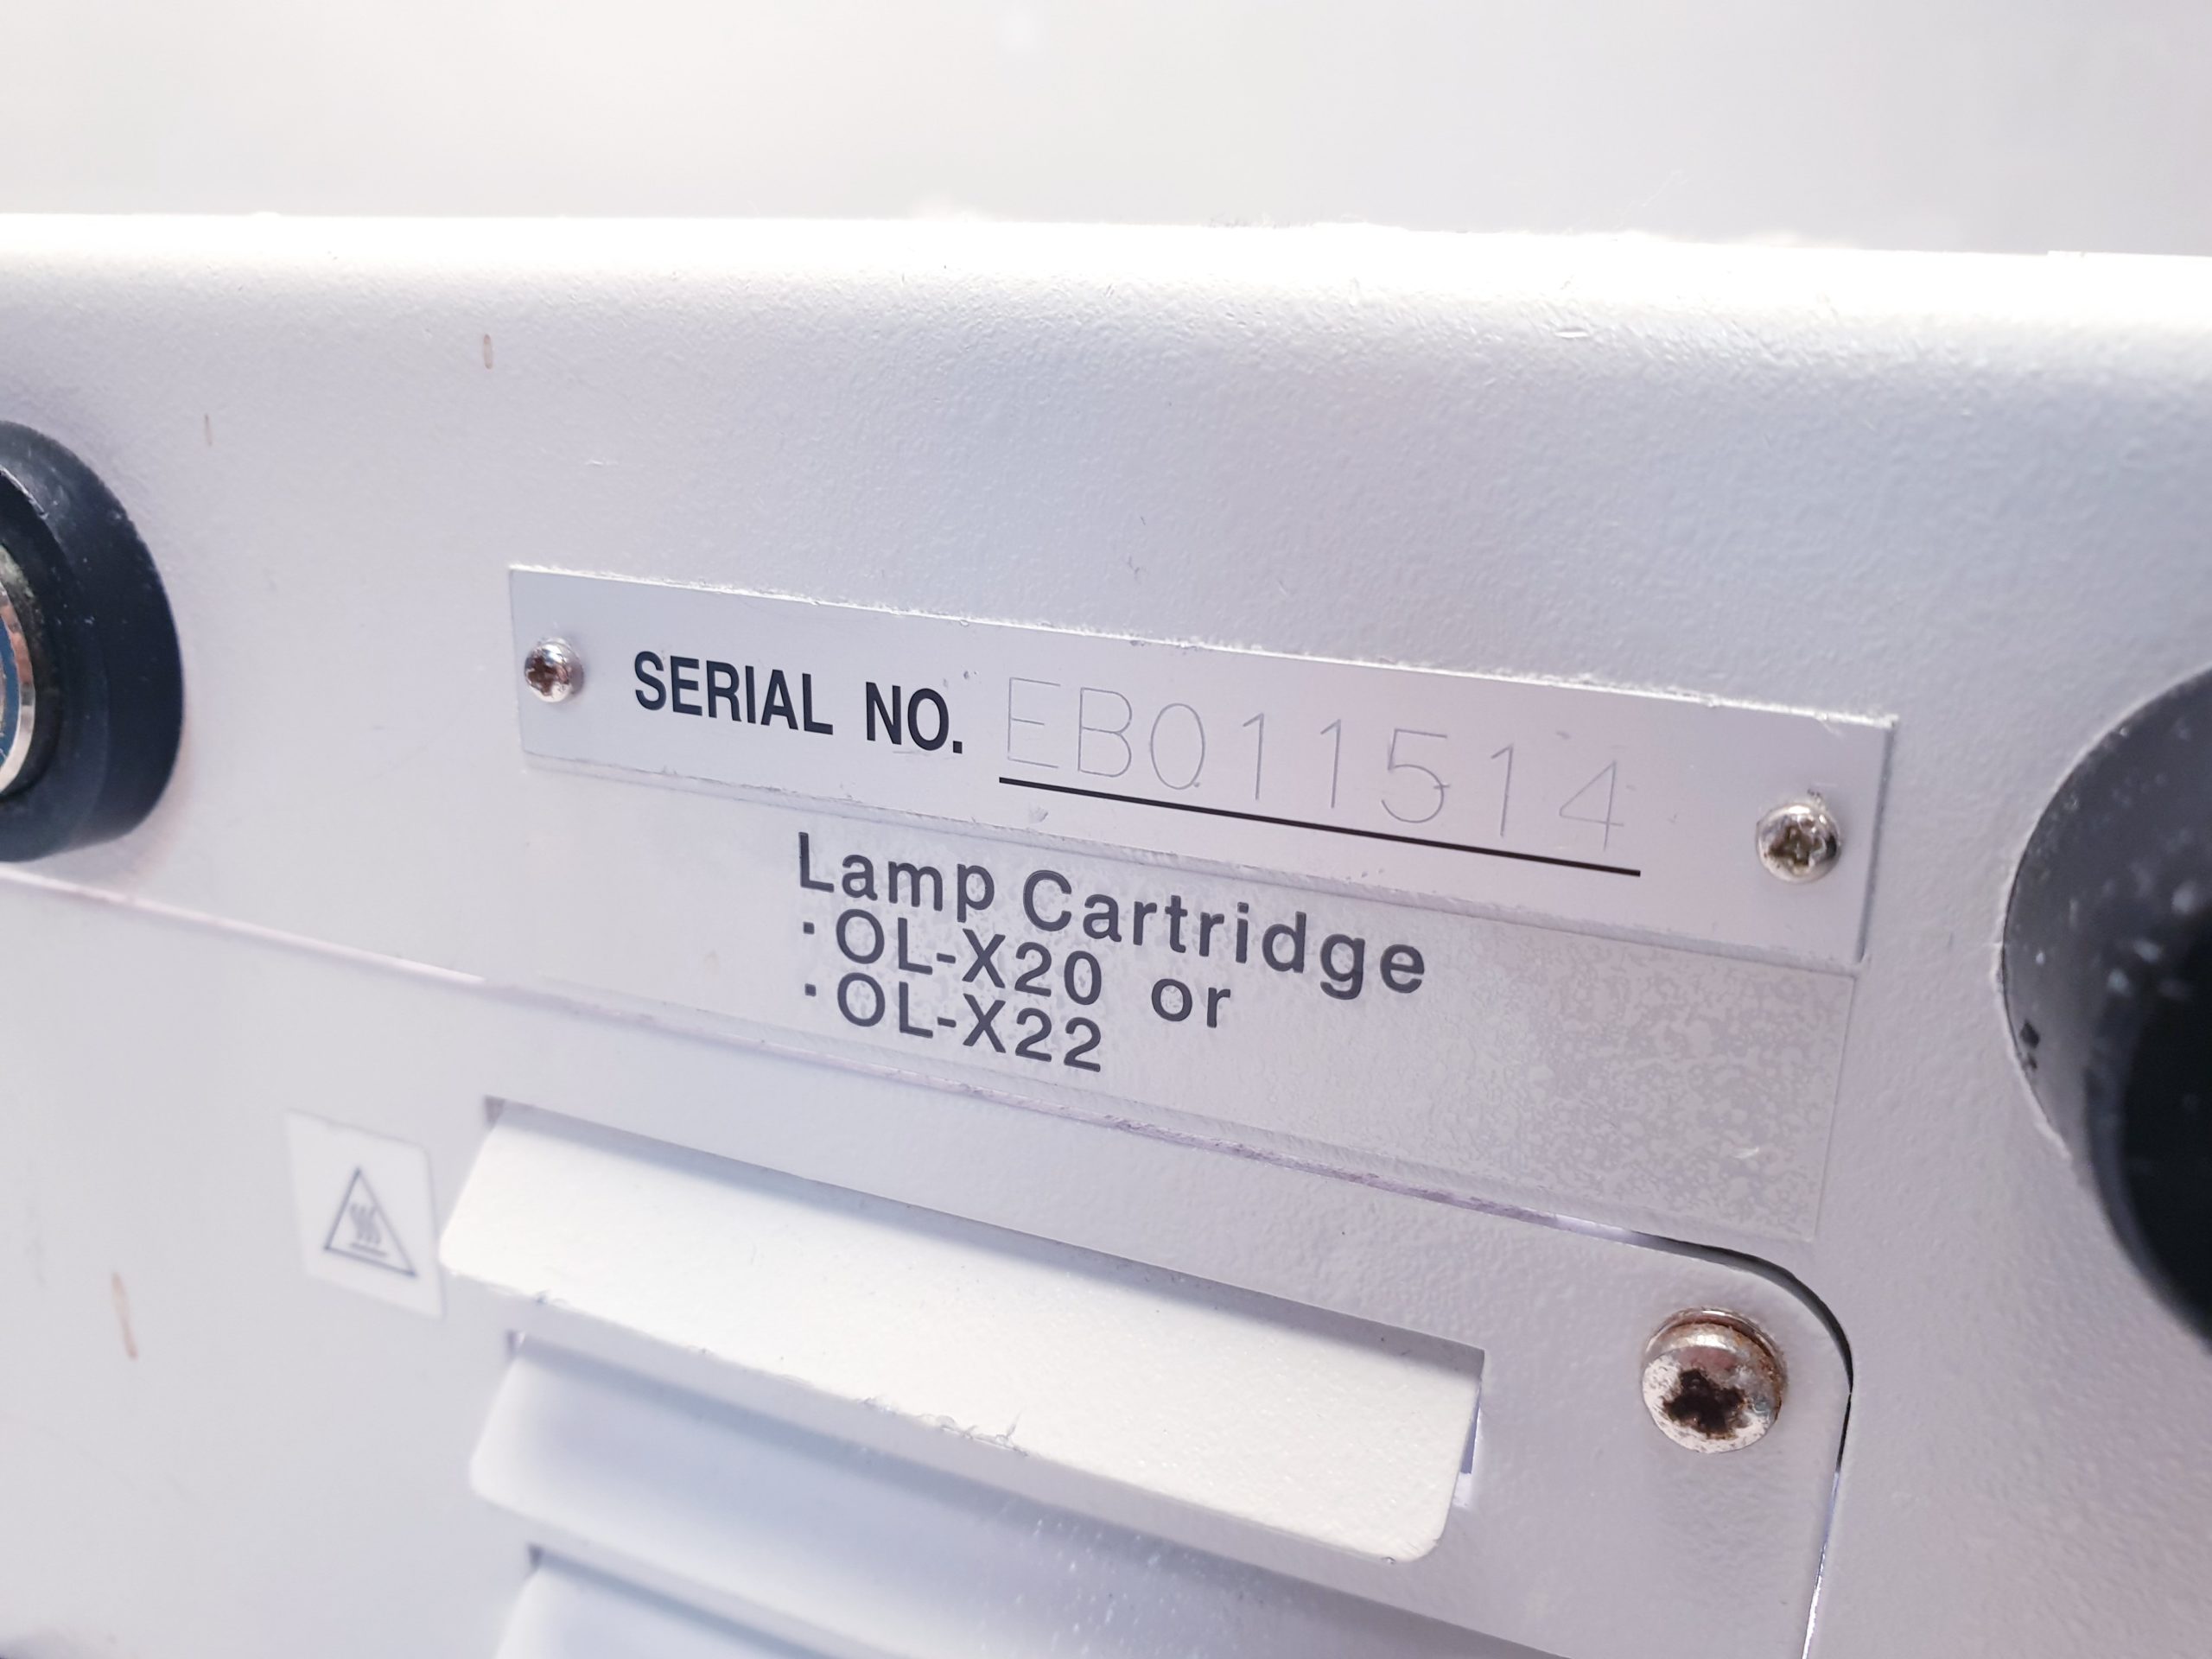 SERIAL NO. EB011514
Lamp Cartridge
·OL-X20 or
·OL-X22